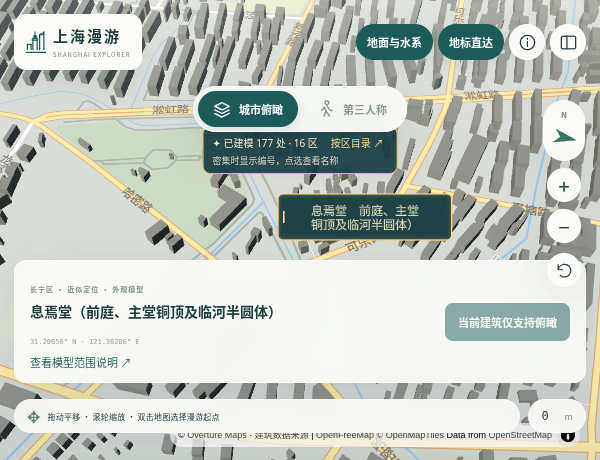 上海漫游
SHANGHAI EXPLORER
地面与水系
地标直达
城市俯瞰
第三人称
淞虹路
淞虹路
N
✦ 已建模 177 处 · 16 区 按区目录 ↗
密集时显示编号，点选查看名称
哈密路
息焉堂 前庭、主堂
铜顶及临河半圆体）
+
−
长宁区 · 近似定位 · 外观模型
息焉堂（前庭、主堂铜顶及临河半圆体）
当前建筑仅支持俯瞰
31.20656° N · 121.36206° E
查看模型范围说明 ↗
拖动平移 · 滚轮缩放 · 双击地图选择漫游起点
0 m
© Overture Maps · 建筑数据来源 | OpenFreeMap © OpenMapTiles Data from OpenStreetMap